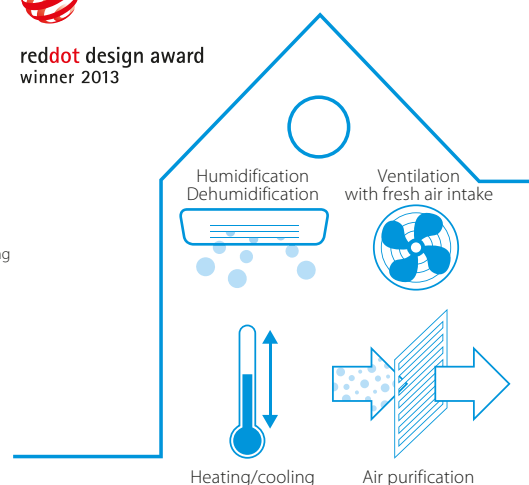 reddot design award
winner 2013
Humidification
Dehumidification
Ventilation
with fresh air intake
Heating/cooling
Air purification